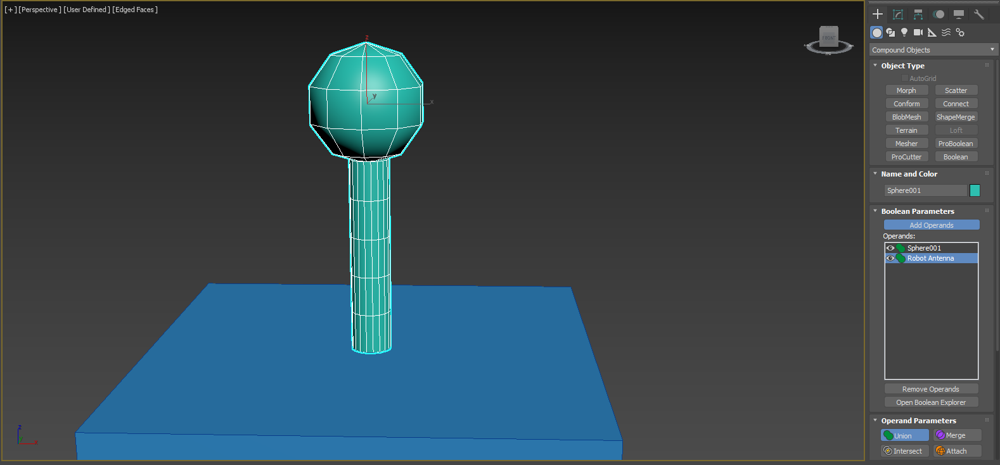 [+] [Perspective] [User Defined] [Edged Faces]
z
y
x
FRONT
Compound Objects
Object Type
AutoGrid
Morph Scatter
Conform Connect
BlobMesh ShapeMerge
Terrain Loft
Mesher ProBoolean
ProCutter Boolean
Name and Color
Sphere001
Boolean Parameters
Add Operands
Operands:
Sphere001
Robot Antenna
Remove Operands
Open Boolean Explorer
Operand Parameters
Union Merge
Intersect Attach
z
y
x